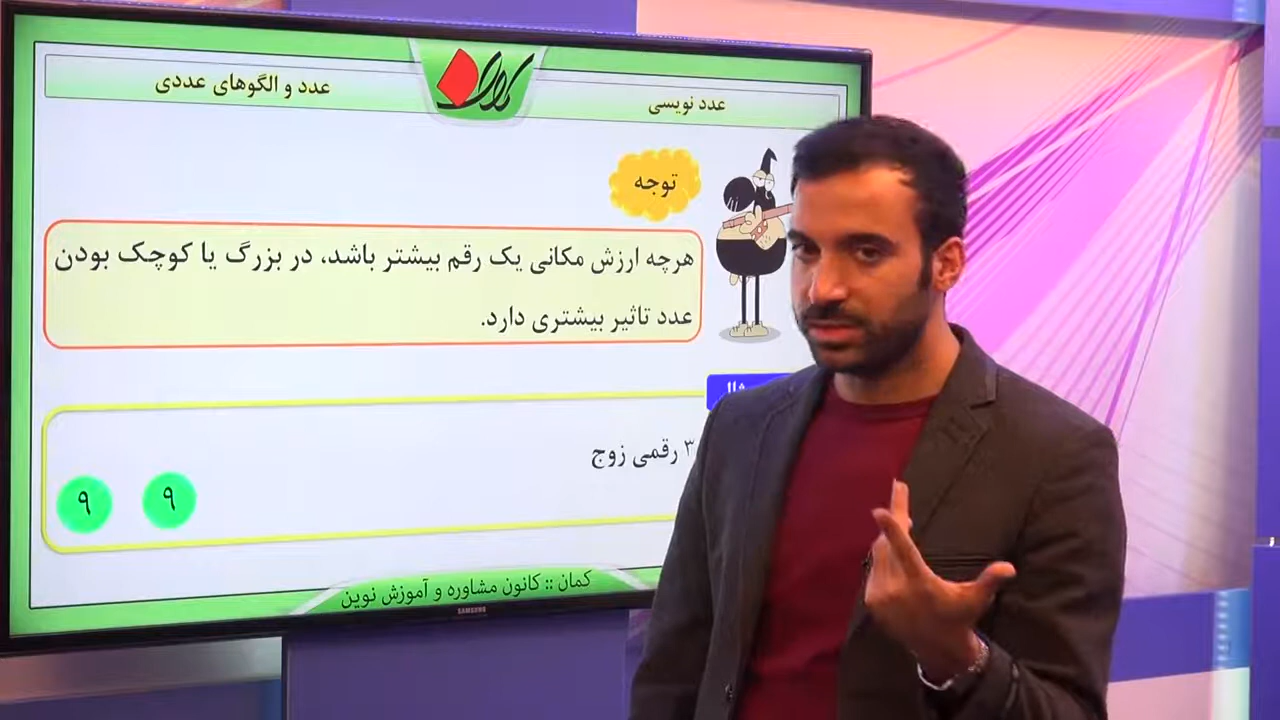 عدد نویسی
عدد و الگوهای عددی
توجه
هرچه ارزش مکانی یک رقم بیشتر باشد، در بزرگ یا کوچک بودن
عدد تاثیر بیشتری دارد.
۳ رقمی زوج
۹ ۹
کمان :: کانون مشاوره و آموزش نوین
SAMSUNG